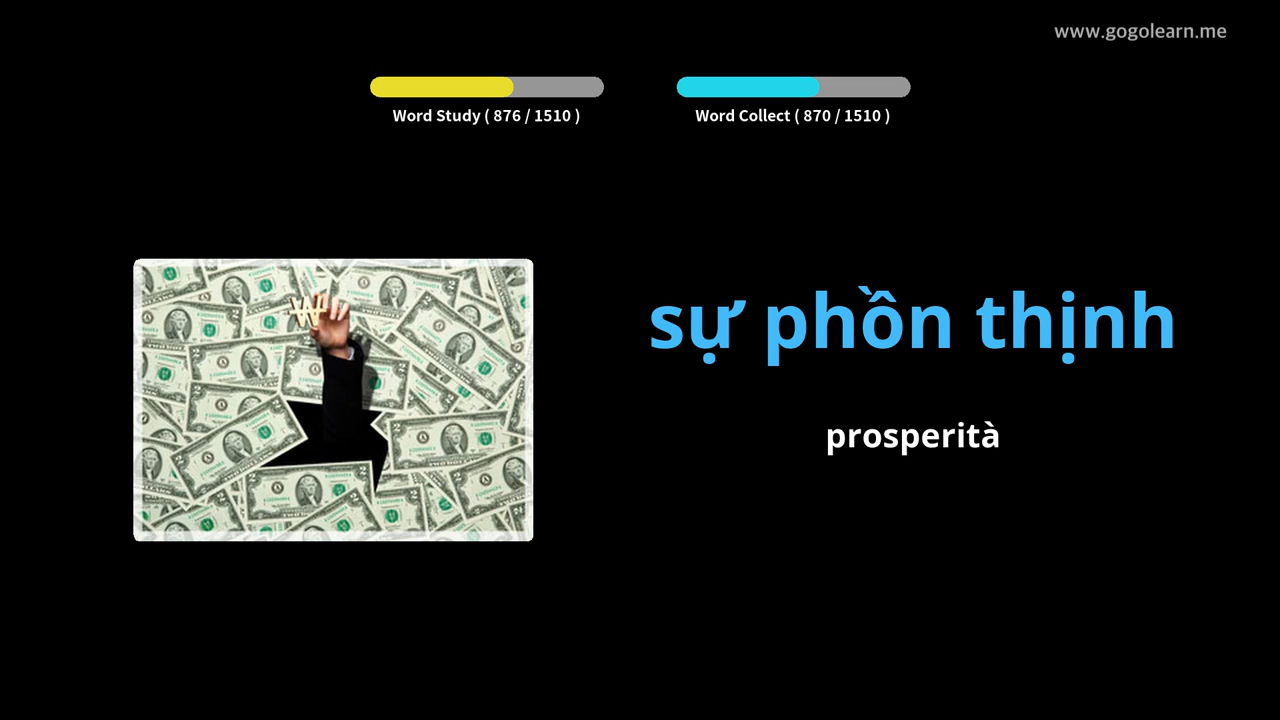 www.gogolearn.me
Word Study ( 876 / 1510 )
Word Collect ( 870 / 1510 )
sự phồn thịnh
prosperità